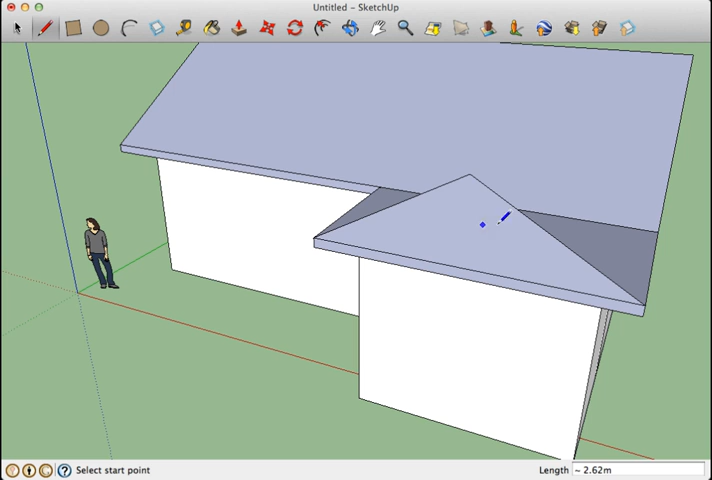 Untitled – SketchUp
Select start point
Length ~ 2.62m